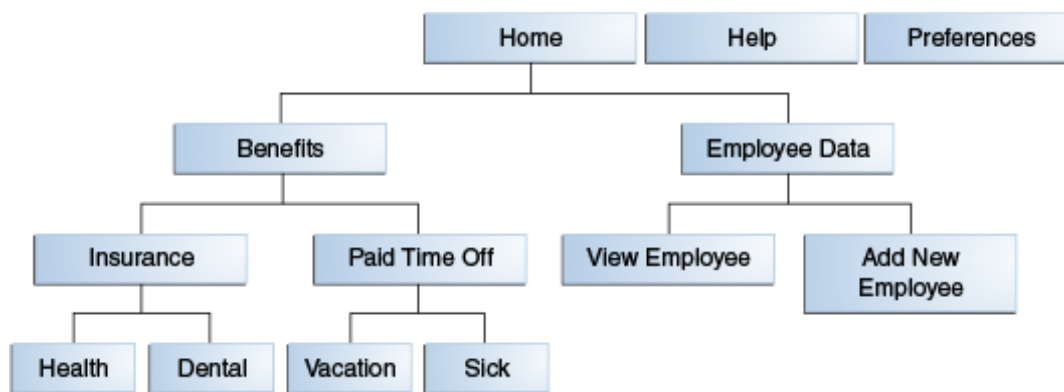 Home
Help
Preferences
Benefits
Employee Data
Insurance
Paid Time Off
View Employee
Add New
Employee
Health
Dental
Vacation
Sick